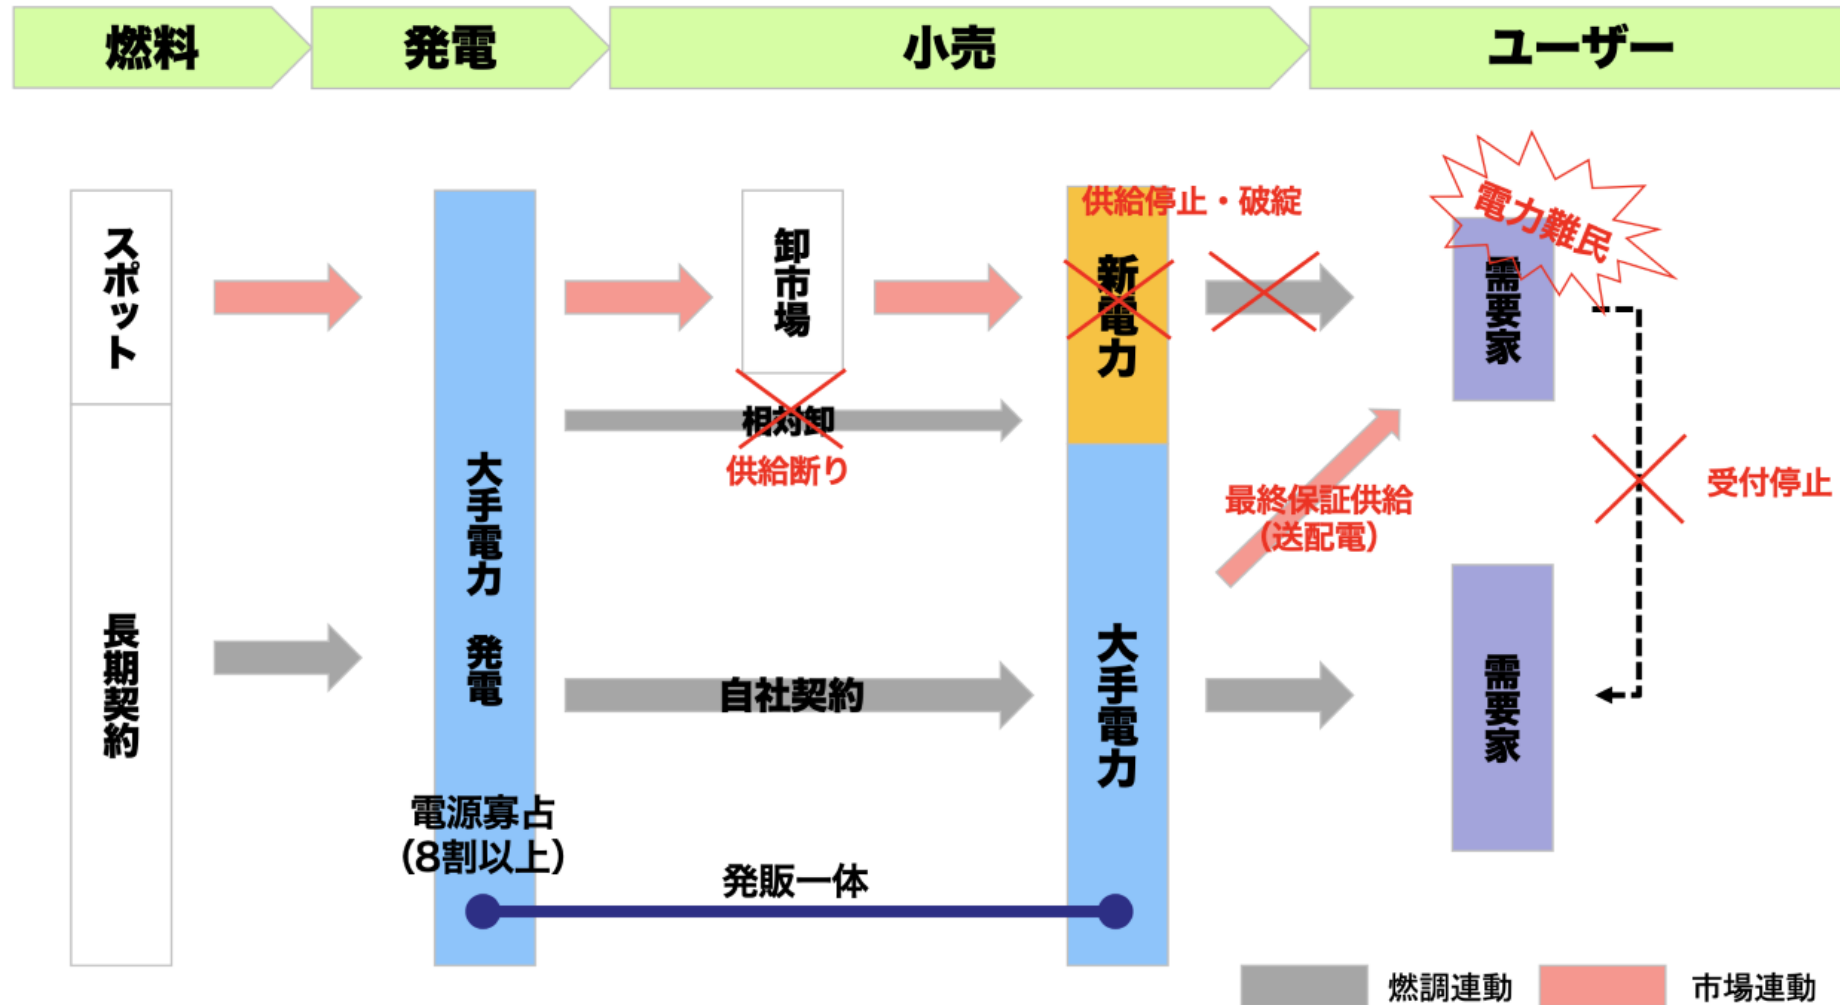 燃料
発電
小売
ユーザー
スポット
長期契約
大手電力 発電
電源寡占
(8割以上)
卸市場
相対卸
供給断り
自社契約
発販一体
供給停止・破綻
新電力
大手電力
最終保証供給
(送配電)
電力難民
需要家
受付停止
需要家
燃調連動
市場連動